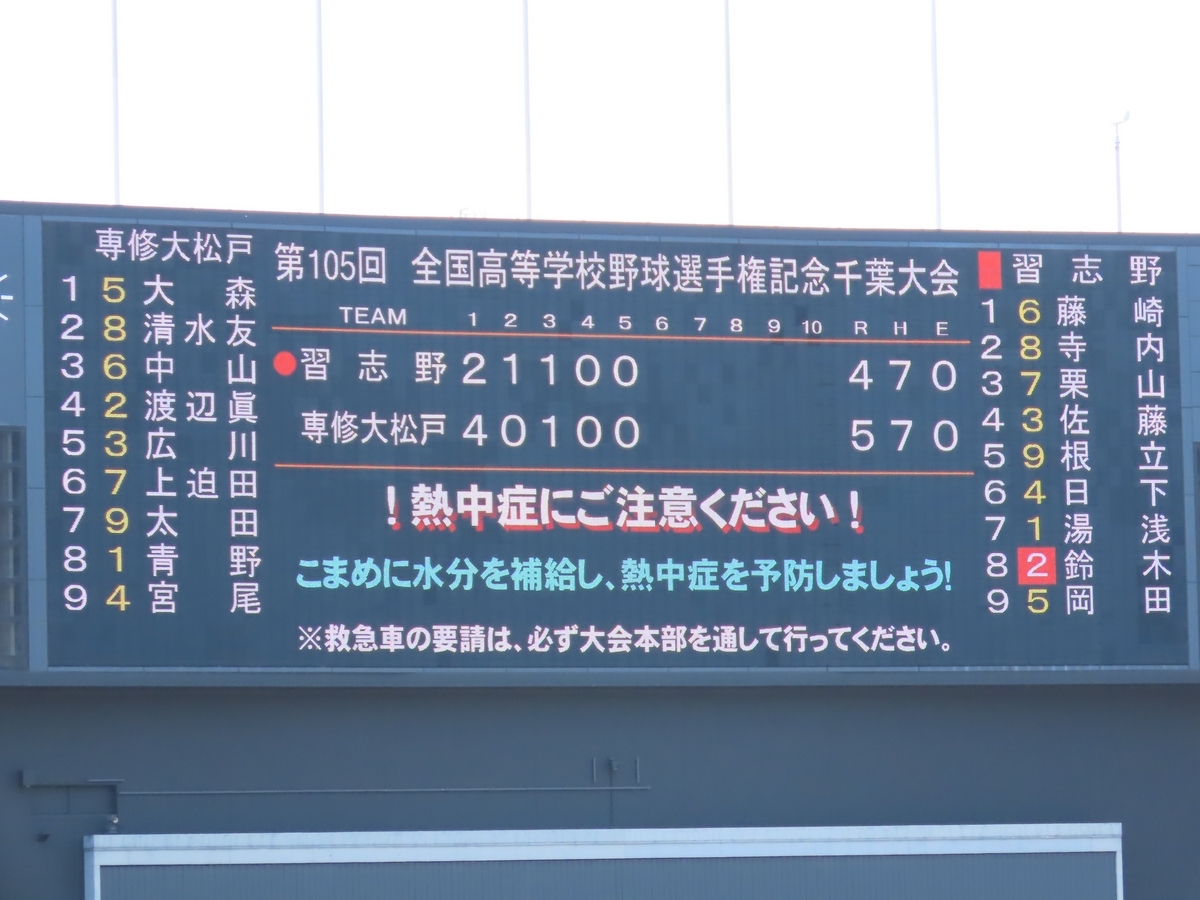 専修大松戸
1 5 大 森
2 8 清 水 友
3 6 中 山
4 2 渡 辺 眞
5 3 広 川
6 7 上 迫 田
7 9 太 田
8 1 青 野
9 4 宮 尾
第105回 全国高等学校野球選手権記念千葉大会
TEAM 1 2 3 4 5 6 7 8 9 10 R H E
習 志 野 2 1 1 0 0 4 7 0
専修大松戸 4 0 1 0 0 5 7 0
！熱中症にご注意ください！
こまめに水分を補給し、熱中症を予防しましょう!
※救急車の要請は、必ず大会本部を通して行ってください。
習 志 野
1 6 藤 崎
2 8 寺 内
3 7 栗 山
4 3 佐 藤
5 9 根 立
6 4 日 下
7 1 湯 浅
8 2 鈴 木
9 5 岡 田